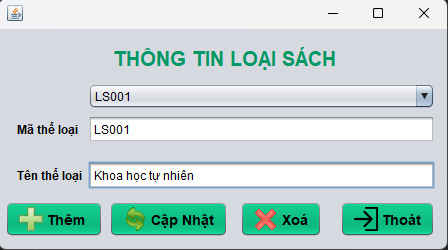 THÔNG TIN LOẠI SÁCH
LS001
Mã thể loại LS001
Tên thể loại Khoa học tự nhiên
Thêm Cập Nhật Xoá Thoát